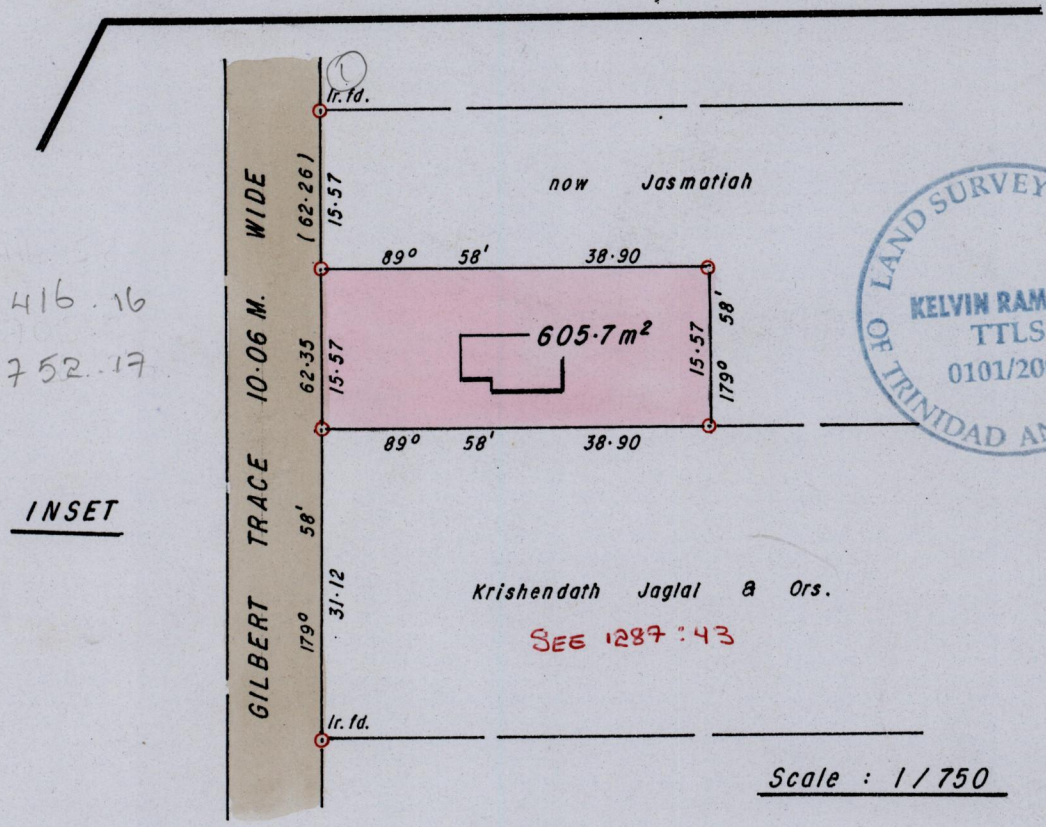 1
Ir. fd.
now Jasmatiah
WIDE
(62·26)
15·57
89° 58' 38·90
416.16
752..17
605·7 m²
10·06 M.
62·35
15·57
15·57
179° 58'
89° 58' 38·90
INSET
GILBERT TRACE
179° 58'
31·12
Krishendath Jaglal & Ors.
SEE 1287:43
Ir. fd.
Scale : 1/750
OF LAND SURVEY
KELVIN RAM
TTLS
0101/20
TRINIDAD AN